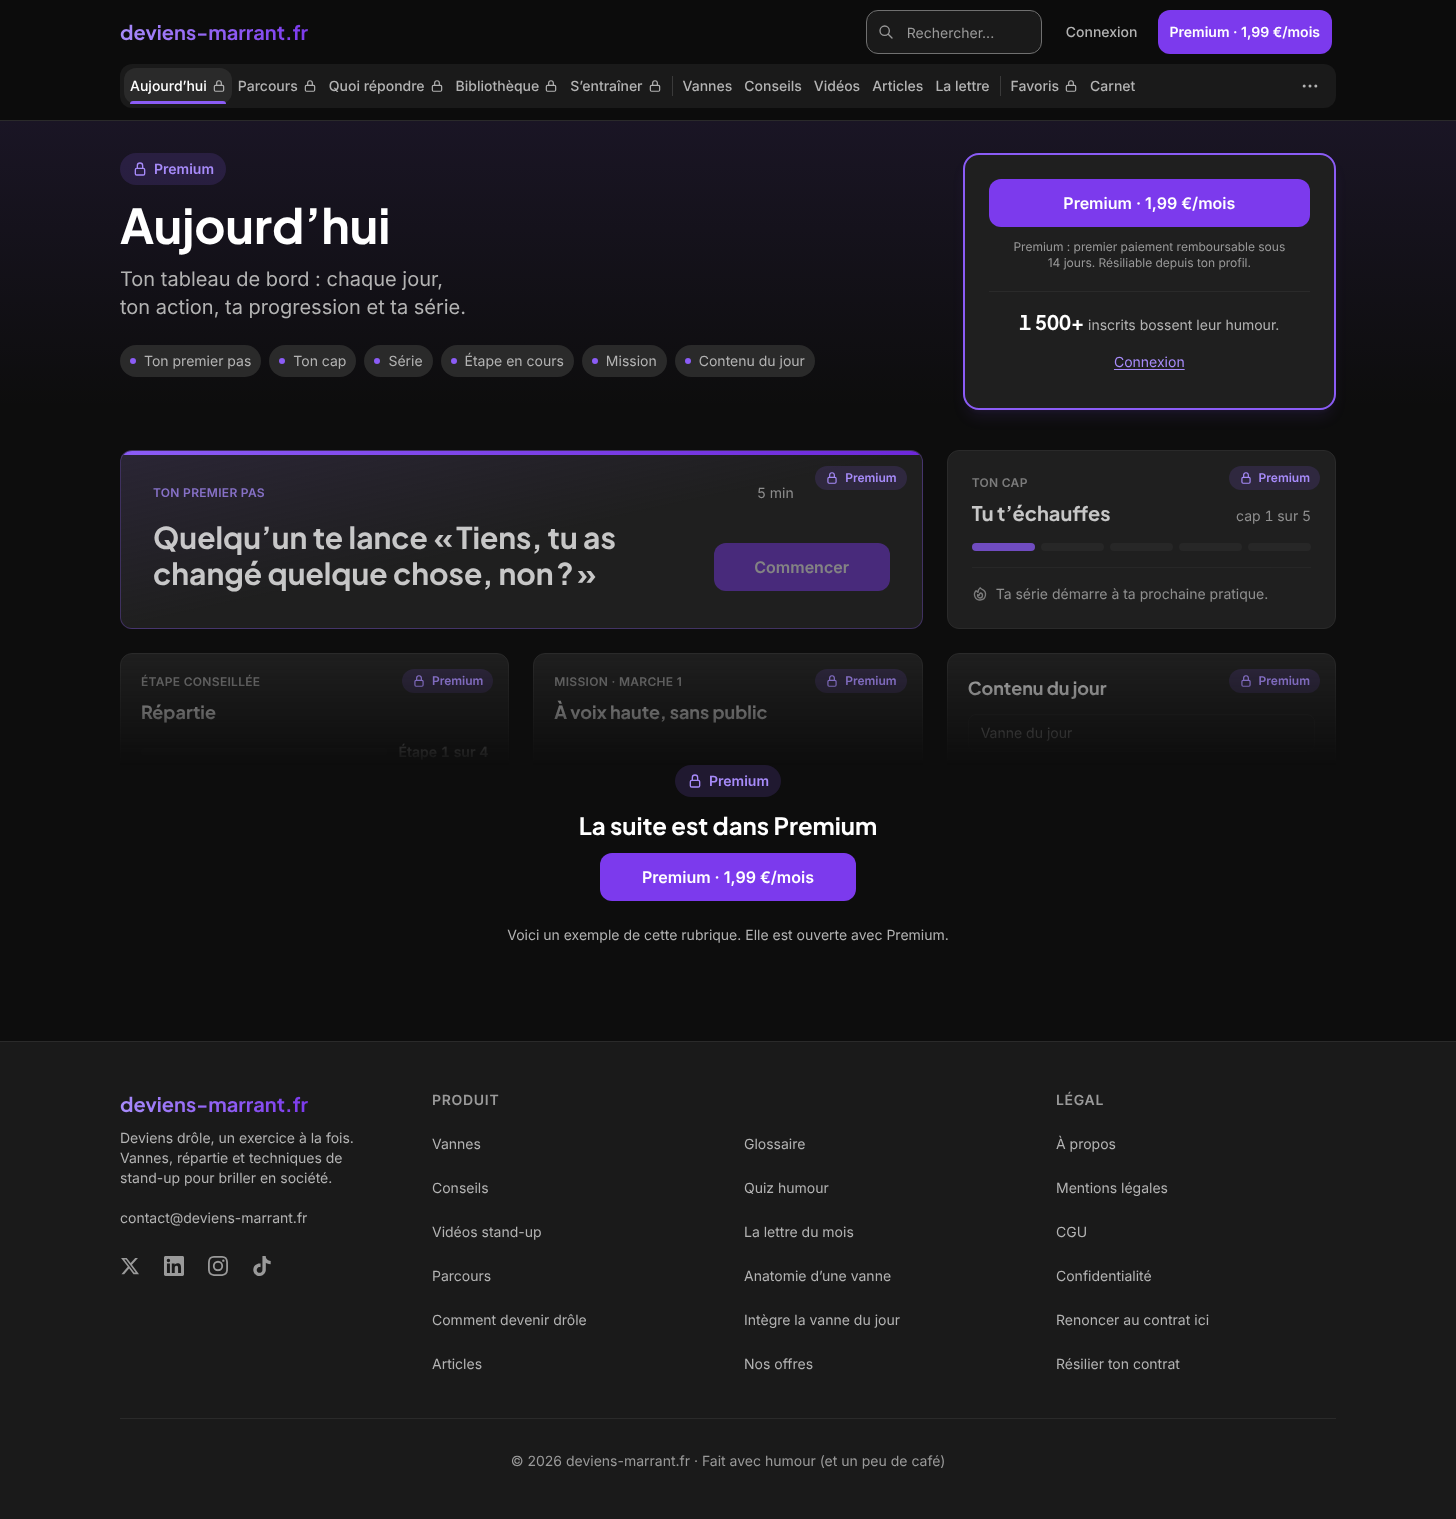 deviens-marrant.fr
Rechercher...
Connexion
Premium · 1,99 €/mois
Aujourd’hui
Parcours
Quoi répondre
Bibliothèque
S’entraîner
Vannes
Conseils
Vidéos
Articles
La lettre
Favoris
Carnet
Premium
Aujourd’hui
Ton tableau de bord : chaque jour,
ton action, ta progression et ta série.
Ton premier pas
Ton cap
Série
Étape en cours
Mission
Contenu du jour
Premium · 1,99 €/mois
Premium : premier paiement remboursable sous
14 jours. Résiliable depuis ton profil.
1 500+ inscrits bossent leur humour.
Connexion
TON PREMIER PAS
5 min
Premium
Quelqu’un te lance « Tiens, tu as
changé quelque chose, non ? »
Commencer
TON CAP
Premium
Tu t’échauffes
cap 1 sur 5
Ta série démarre à ta prochaine pratique.
ÉTAPE CONSEILLÉE
Premium
Répartie
Étape 1 sur 4
MISSION · MARCHE 1
Premium
À voix haute, sans public
Contenu du jour
Premium
Vanne du jour
Premium
La suite est dans Premium
Premium · 1,99 €/mois
Voici un exemple de cette rubrique. Elle est ouverte avec Premium.
deviens-marrant.fr
Deviens drôle, un exercice à la fois.
Vannes, répartie et techniques de
stand-up pour briller en société.
contact@deviens-marrant.fr
PRODUIT
Vannes
Conseils
Vidéos stand-up
Parcours
Comment devenir drôle
Articles
Glossaire
Quiz humour
La lettre du mois
Anatomie d’une vanne
Intègre la vanne du jour
Nos offres
LÉGAL
À propos
Mentions légales
CGU
Confidentialité
Renoncer au contrat ici
Résilier ton contrat
© 2026 deviens-marrant.fr · Fait avec humour (et un peu de café)